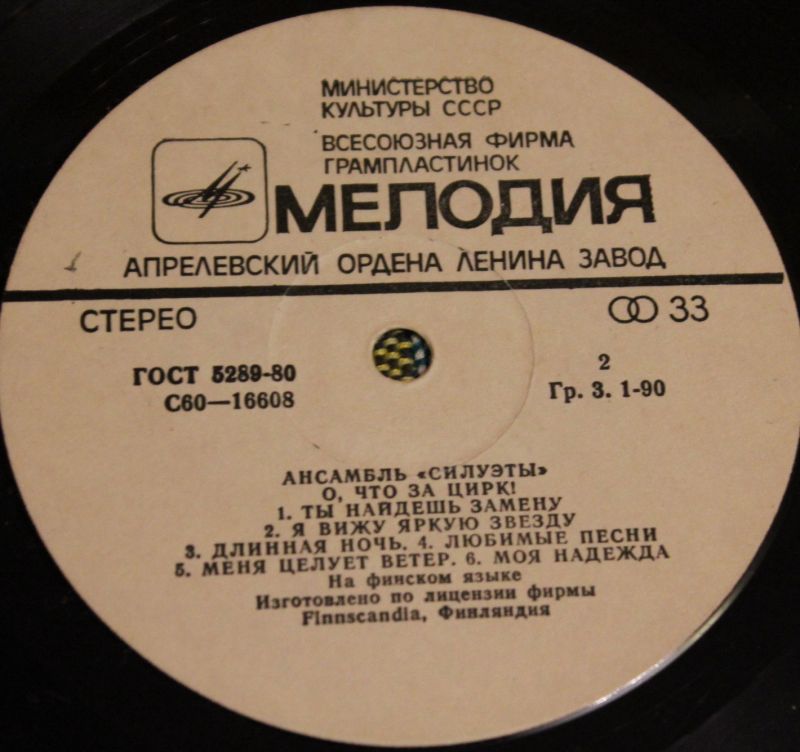 МИНИСТЕРСТВО
КУЛЬТУРЫ СССР
ВСЕСОЮЗНАЯ ФИРМА
ГРАМПЛАСТИНОК
МЕЛОДИЯ
АПРЕЛЕВСКИЙ ОРДЕНА ЛЕНИНА ЗАВОД
СТЕРЕО
33
ГОСТ 5289-80
2
С60—16608
Гр. 3. 1-90
АНСАМБЛЬ «СИЛУЭТЫ»
О, ЧТО ЗА ЦИРК!
1. ТЫ НАЙДЕШЬ ЗАМЕНУ
2. Я ВИЖУ ЯРКУЮ ЗВЕЗДУ
3. ДЛИННАЯ НОЧЬ. 4. ЛЮБИМЫЕ ПЕСНИ
5. МЕНЯ ЦЕЛУЕТ ВЕТЕР. 6. МОЯ НАДЕЖДА
На финском языке
Изготовлено по лицензии фирмы
Finnscandia, Финляндия